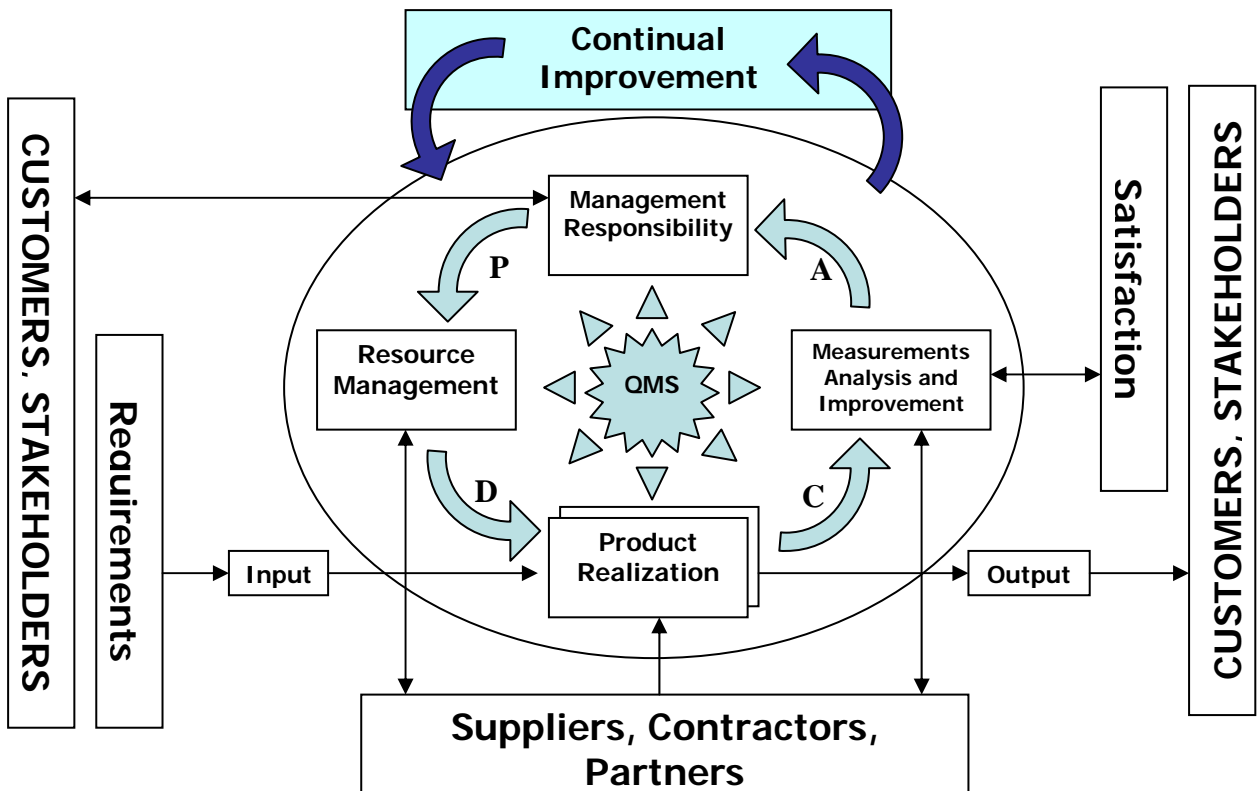 Continual
Improvement
CUSTOMERS, STAKEHOLDERS
Requirements
Management
Responsibility
P
A
Resource
Management
QMS
Measurements
Analysis and
Improvement
D
C
Product
Realization
Input
Output
Satisfaction
CUSTOMERS, STAKEHOLDERS
Suppliers, Contractors,
Partners